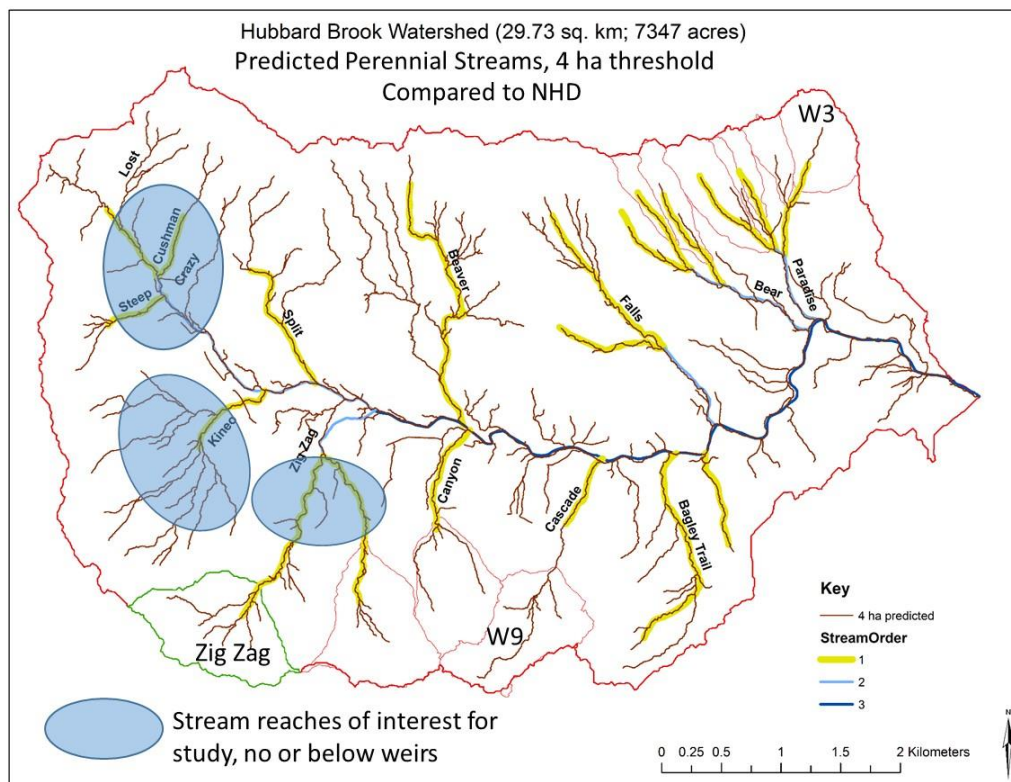 Hubbard Brook Watershed (29.73 sq. km; 7347 acres)
Predicted Perennial Streams, 4 ha threshold
Compared to NHD
W3
Lost
Cushman
Crazy
Steep
Split
Beaver
Falls
Bear
Paradise
Kineo
Zig Zag
Canyon
Cascade
Bagley Trail
W9
Zig Zag
Key
4 ha predicted
StreamOrder
1
2
3
Stream reaches of interest for
study, no or below weirs
N
0 0.25 0.5 1 1.5 2 Kilometers